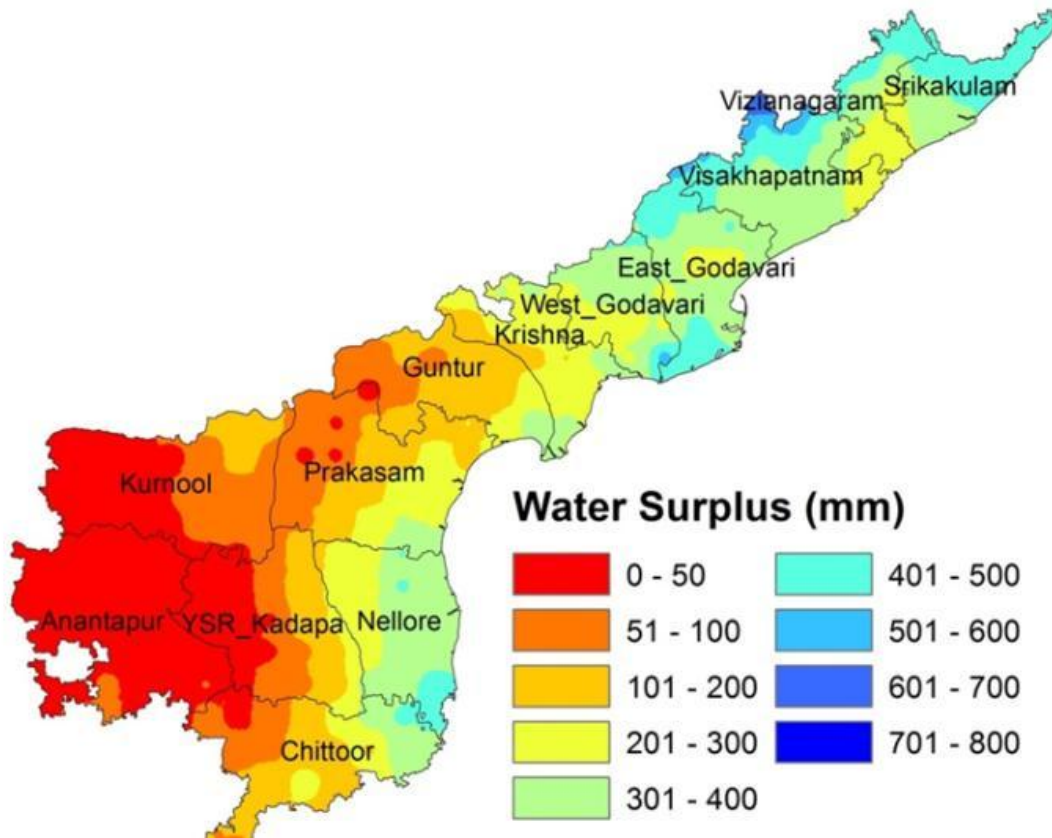 Vizianagaram
Srikakulam
Visakhapatnam
East_Godavari
West_Godavari
Krishna
Guntur
Kurnool
Prakasam
Anantapur
YSR_Kadapa
Nellore
Chittoor
Water Surplus (mm)
0 - 50
51 - 100
101 - 200
201 - 300
301 - 400
401 - 500
501 - 600
601 - 700
701 - 800